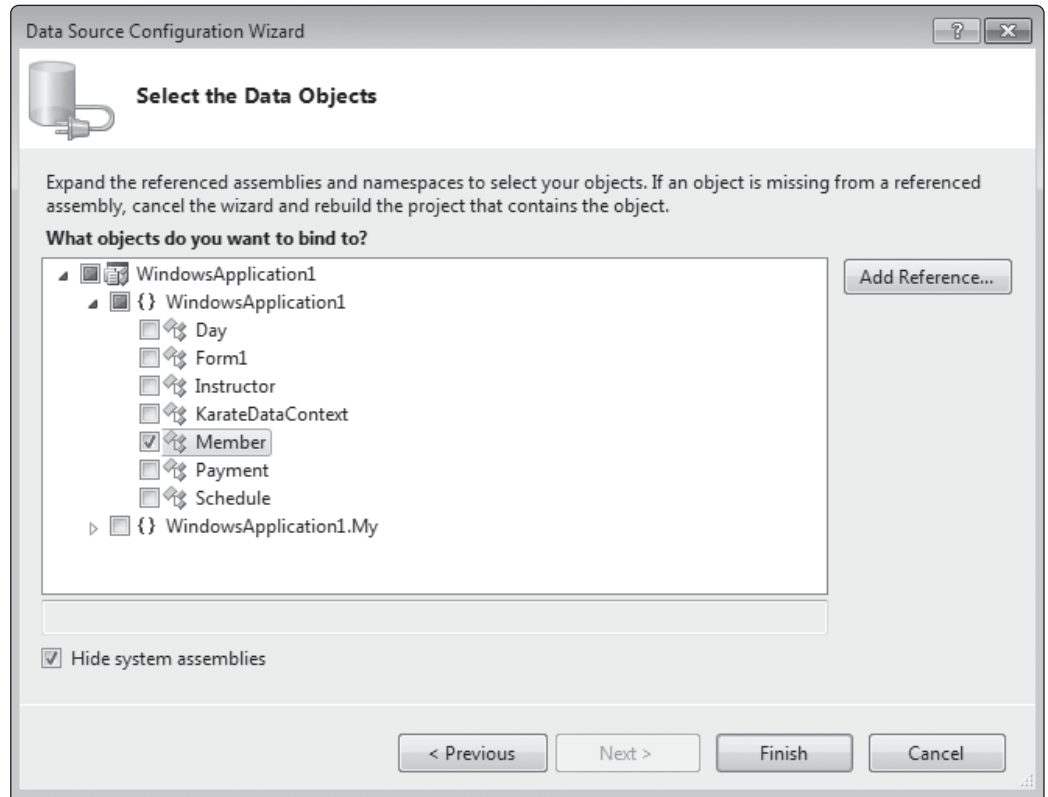 Data Source Configuration Wizard
?
Select the Data Objects
Expand the referenced assemblies and namespaces to select your objects. If an object is missing from a referenced
assembly, cancel the wizard and rebuild the project that contains the object.
What objects do you want to bind to?
WindowsApplication1
{} WindowsApplication1
Day
Form1
Instructor
KarateDataContext
Member
Payment
Schedule
{} WindowsApplication1.My
Add Reference...
Hide system assemblies
< Previous
Next >
Finish
Cancel